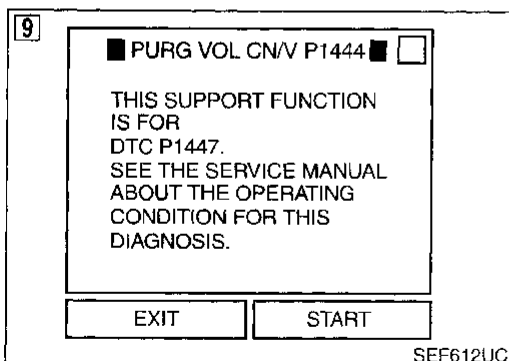 9
PURG VOL CN/V P1444
THIS SUPPORT FUNCTION
IS FOR
DTC P1447.
SEE THE SERVICE MANUAL
ABOUT THE OPERATING
CONDITION FOR THIS
DIAGNOSIS.
EXIT START
SEF612UC